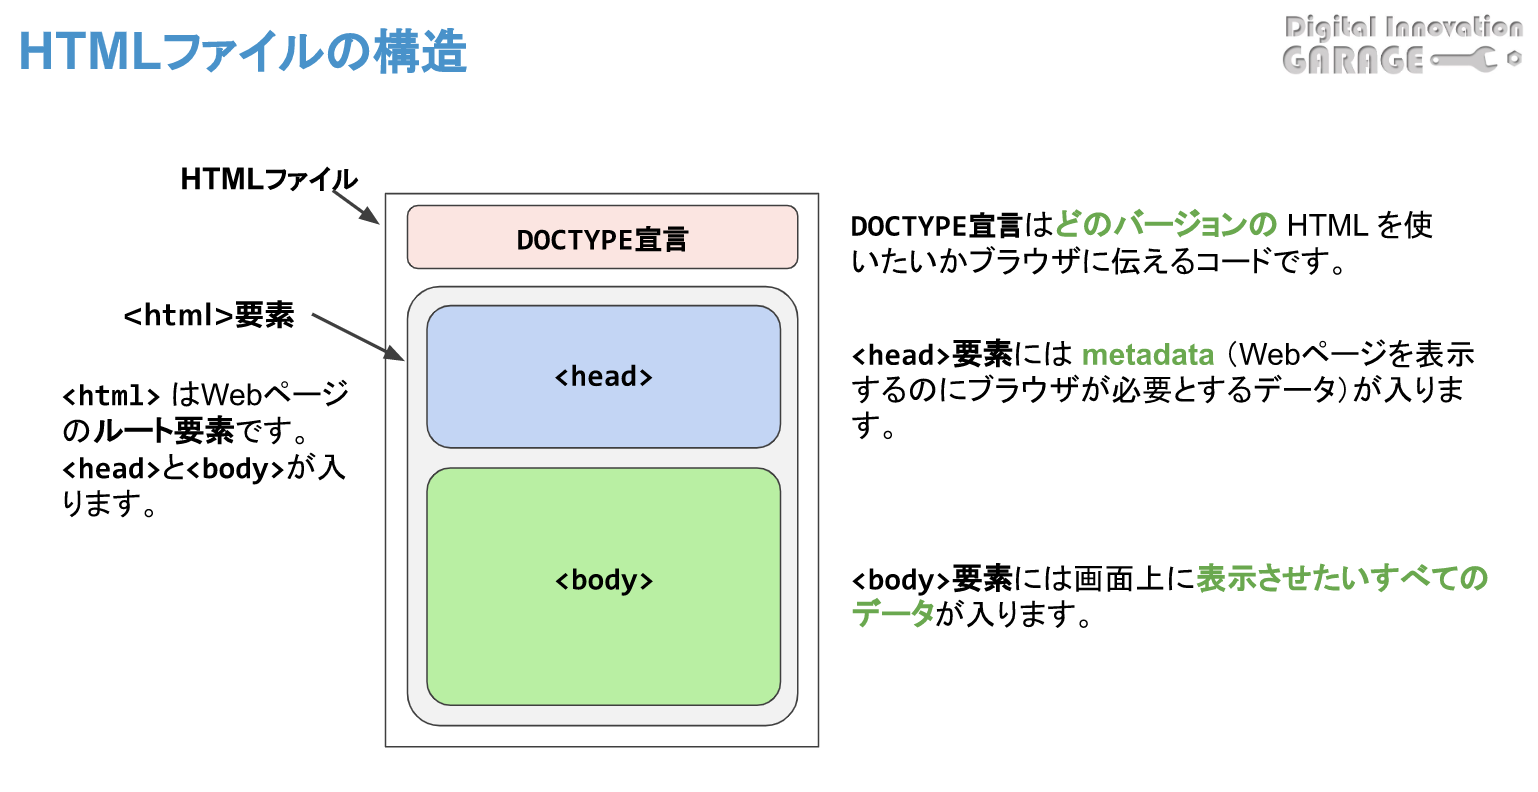 HTMLファイルの構造
Digital Innovation
GARAGE
HTMLファイル
DOCTYPE宣言
DOCTYPE宣言はどのバージョンの HTML を使
いたいかブラウザに伝えるコードです。
<html>要素
<html> はWebページ
のルート要素です。
<head>と<body>が入
ります。
<head>
<head>要素には metadata（Webページを表示
するのにブラウザが必要とするデータ）が入りま
す。
<body>
<body>要素には画面上に表示させたいすべての
データが入ります。